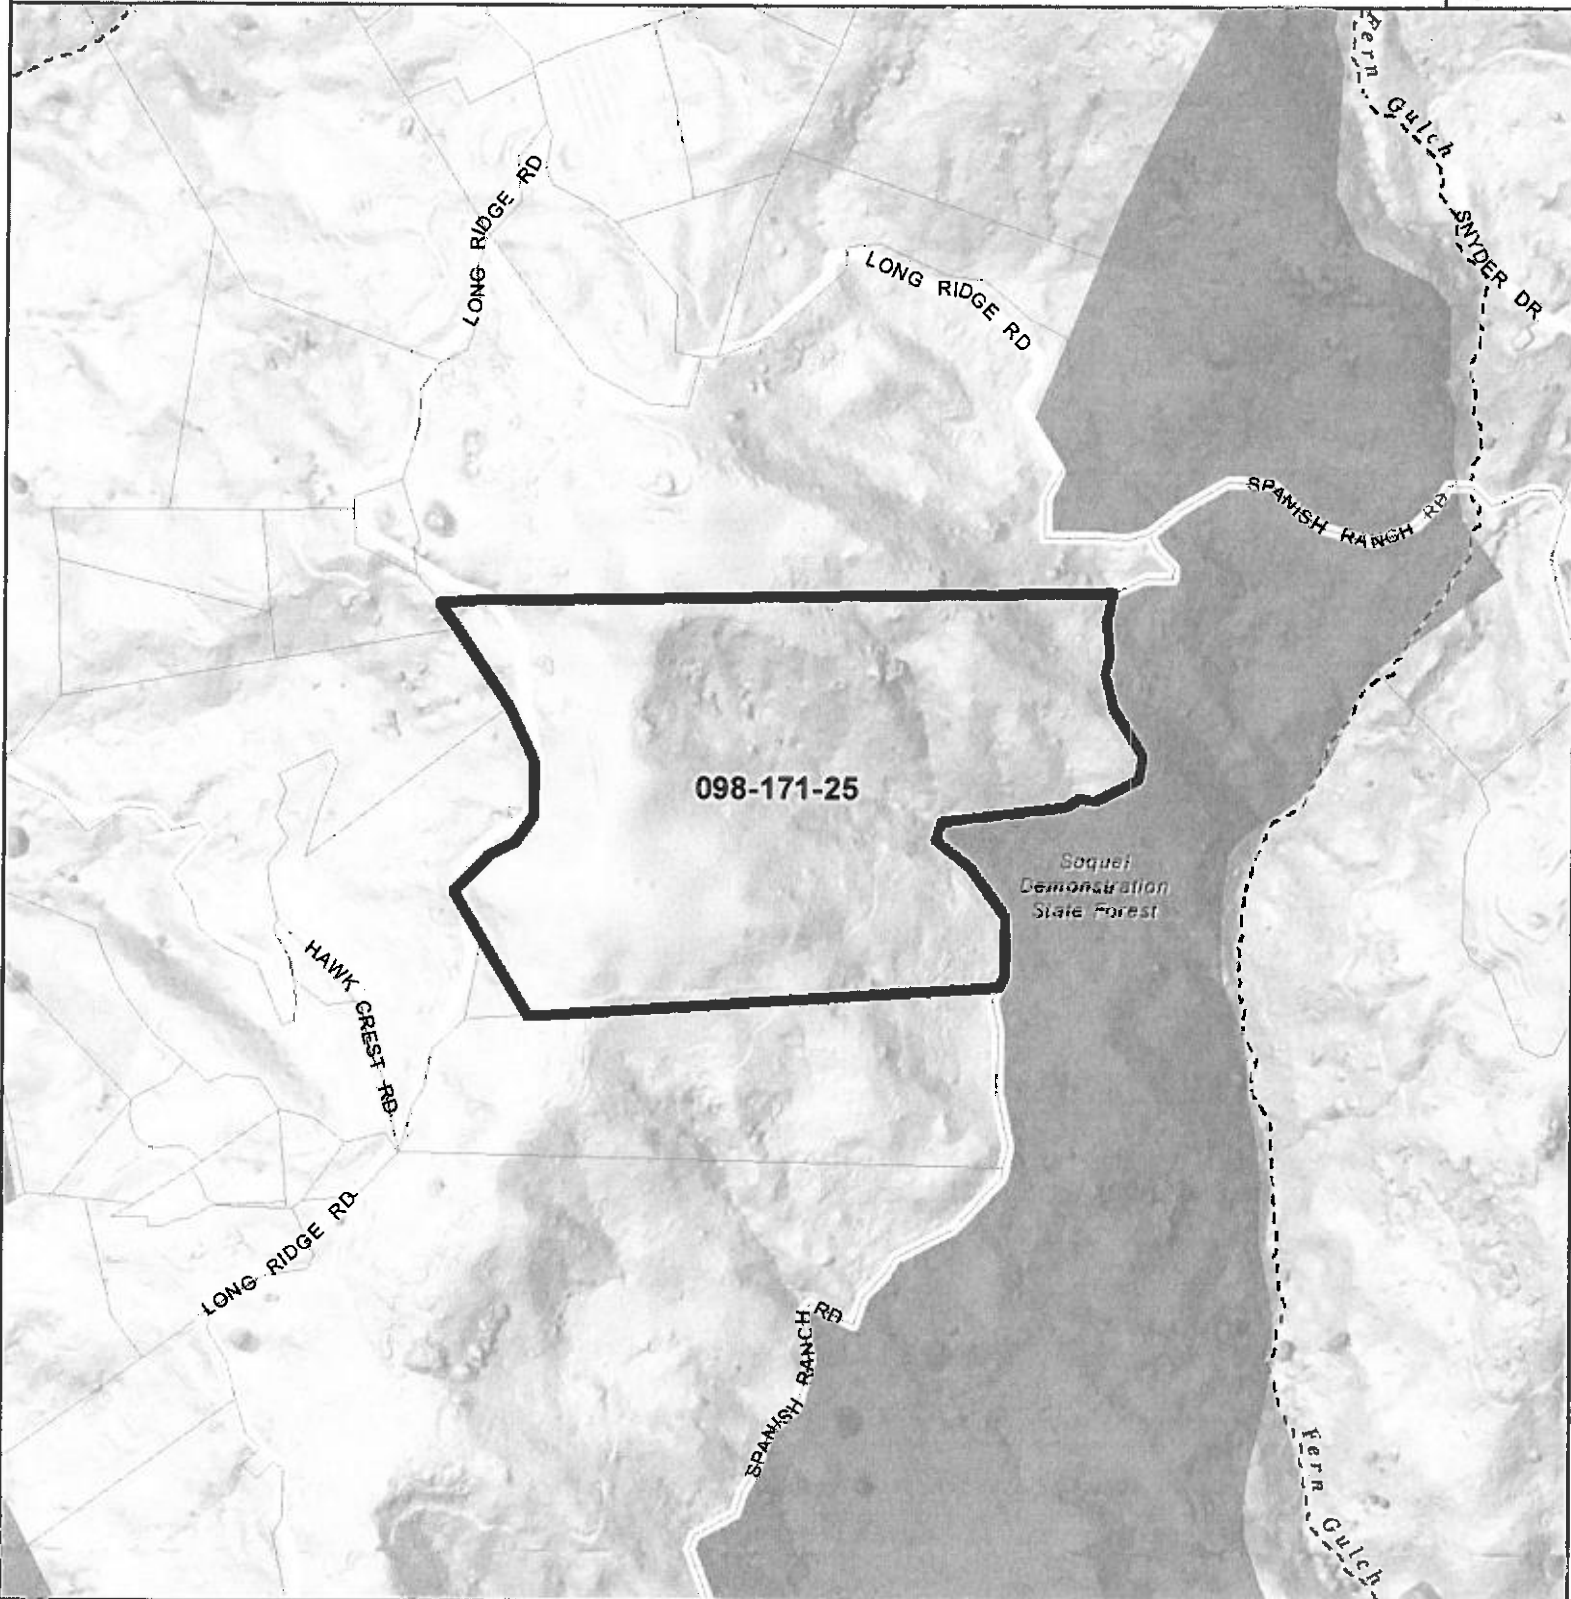 Fern Gulch
SNYDER DR
LONG RIDGE RD
LONG RIDGE RD
SPANISH RANCH RD
098-171-25
Soquel
Demonstration
State Forest
HAWK CREST RD
LONG RIDGE RD
SPANISH RANCH RD
Fern Gulch